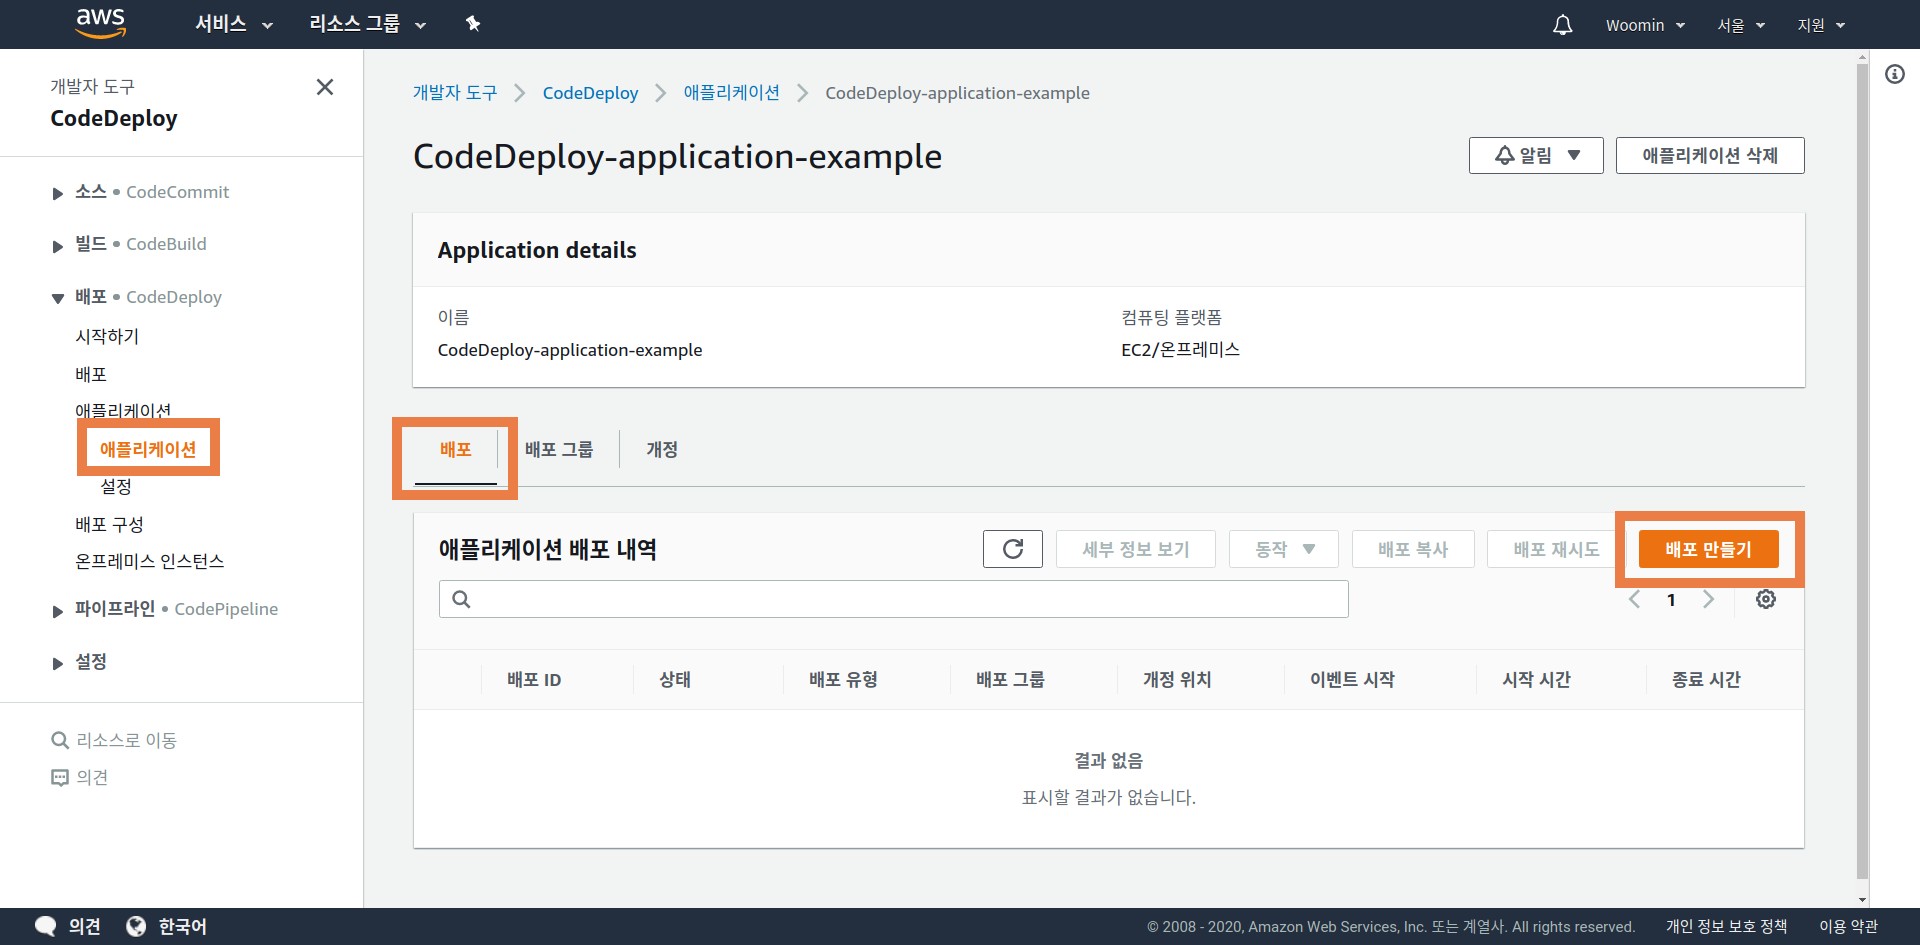 aws 서비스 리소스 그룹 Woomin 서울 지원
개발자 도구
CodeDeploy
소스 • CodeCommit
빌드 • CodeBuild
배포 • CodeDeploy
시작하기
배포
애플리케이션
애플리케이션
설정
배포 구성
온프레미스 인스턴스
파이프라인 • CodePipeline
설정
리소스로 이동
의견
개발자 도구 CodeDeploy 애플리케이션 CodeDeploy-application-example
CodeDeploy-application-example 알림 애플리케이션 삭제
Application details
이름 컴퓨팅 플랫폼
CodeDeploy-application-example EC2/온프레미스
배포 배포 그룹 개정
애플리케이션 배포 내역 세부 정보 보기 동작 배포 복사 배포 재시도 배포 만들기
1
배포 ID 상태 배포 유형 배포 그룹 개정 위치 이벤트 시작 시작 시간 종료 시간
결과 없음
표시할 결과가 없습니다.
의견 한국어 © 2008 - 2020, Amazon Web Services, Inc. 또는 계열사. All rights reserved. 개인 정보 보호 정책 이용 약관